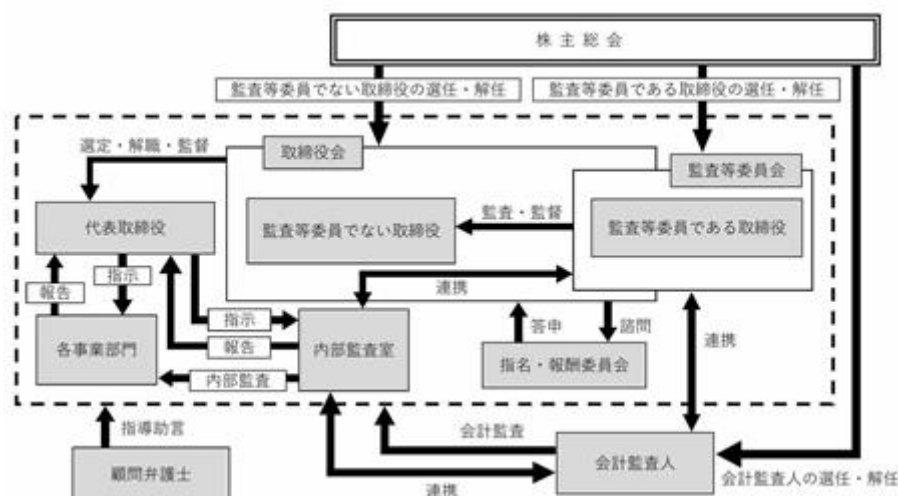 株主総会
監査等委員でない取締役の選任・解任
監査等委員である取締役の選任・解任
選定・解職・監督
取締役会
監査等委員会
代表取締役
監査等委員でない取締役
監査・監督
監査等委員である取締役
指示
報告
連携
指示
答申
諮問
連携
各事業部門
報告
内部監査室
指名・報酬委員会
内部監査
指導助言
会計監査
会計監査人
会計監査人の選任・解任
顧問弁護士
連携